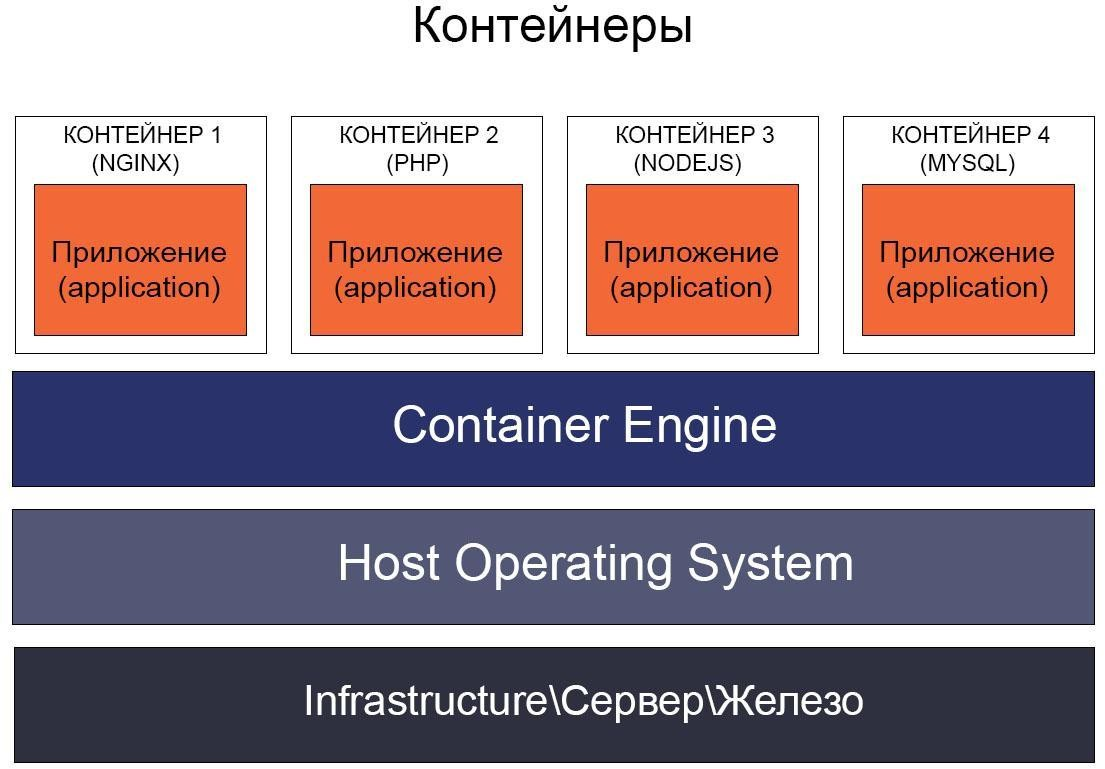 Контейнеры
КОНТЕЙНЕР 1
(NGINX)
Приложение
(application)
КОНТЕЙНЕР 2
(PHP)
Приложение
(application)
КОНТЕЙНЕР 3
(NODEJS)
Приложение
(application)
КОНТЕЙНЕР 4
(MYSQL)
Приложение
(application)
Container Engine
Host Operating System
Infrastructure\Сервер\Железо